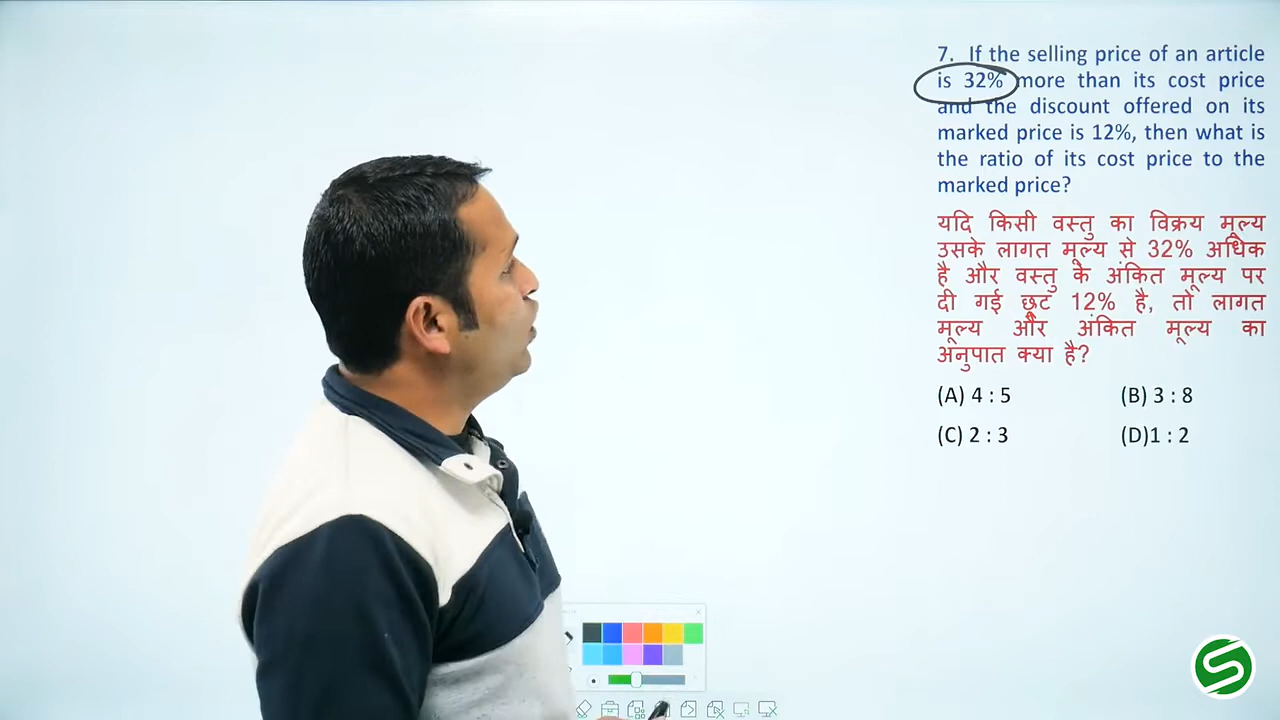 7. If the selling price of an article
is 32% more than its cost price
and the discount offered on its
marked price is 12%, then what is
the ratio of its cost price to the
marked price?
यदि किसी वस्तु का विक्रय मूल्य
उसके लागत मूल्य से 32% अधिक
है और वस्तु के अंकित मूल्य पर
दी गई छूट 12% है, तो लागत
मूल्य और अंकित मूल्य का
अनुपात क्या है?
(A) 4 : 5 (B) 3 : 8
(C) 2 : 3 (D)1 : 2